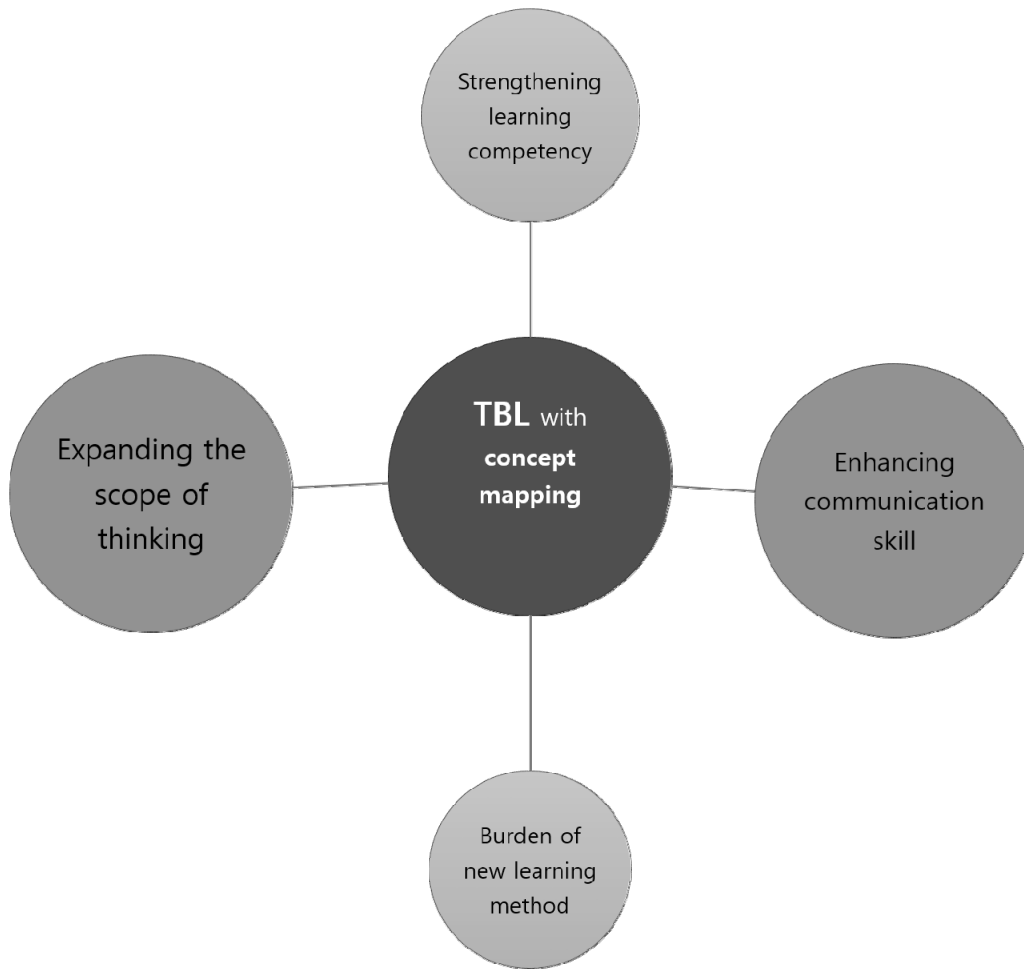 Strengthening
learning
competency
Expanding the
scope of
thinking
TBL with
concept
mapping
Enhancing
communication
skill
Burden of
new learning
method